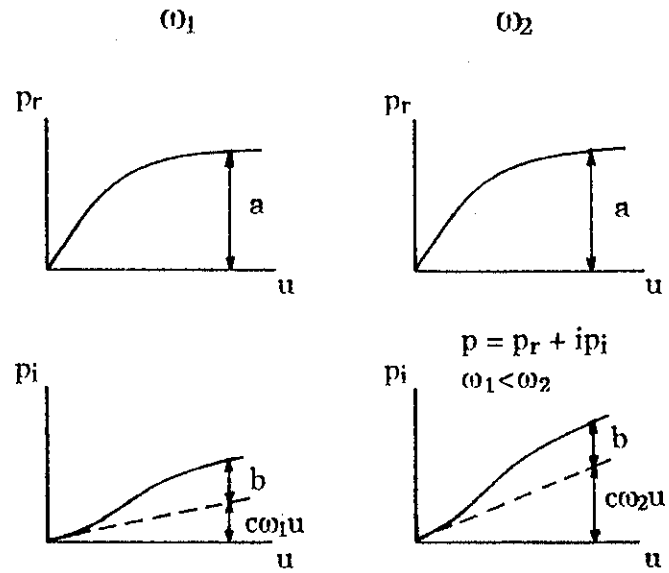 ω1 ω2
pr pr
a a
u u
p = pr + ipi
pi pi ω1<ω2
b b
cω1u cω2u
u u